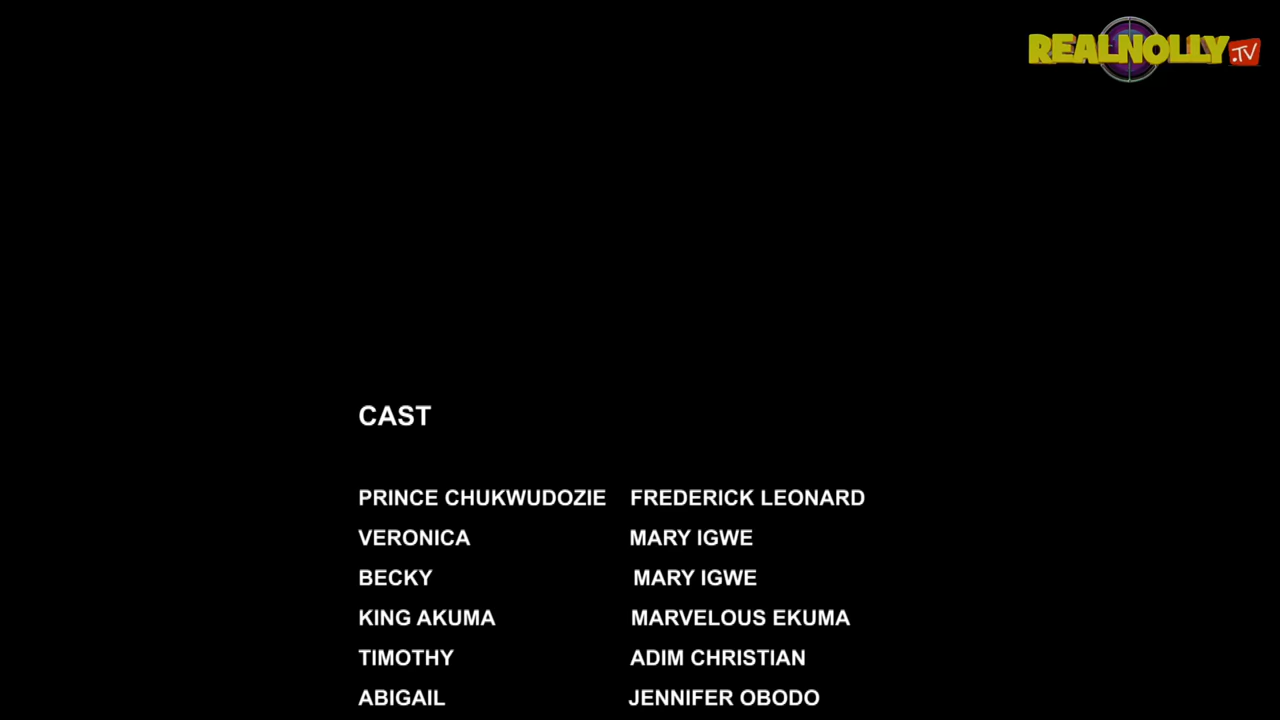 REALNOLLY.TV
CAST
PRINCE CHUKWUDOZIE FREDERICK LEONARD
VERONICA MARY IGWE
BECKY MARY IGWE
KING AKUMA MARVELOUS EKUMA
TIMOTHY ADIM CHRISTIAN
ABIGAIL JENNIFER OBODO